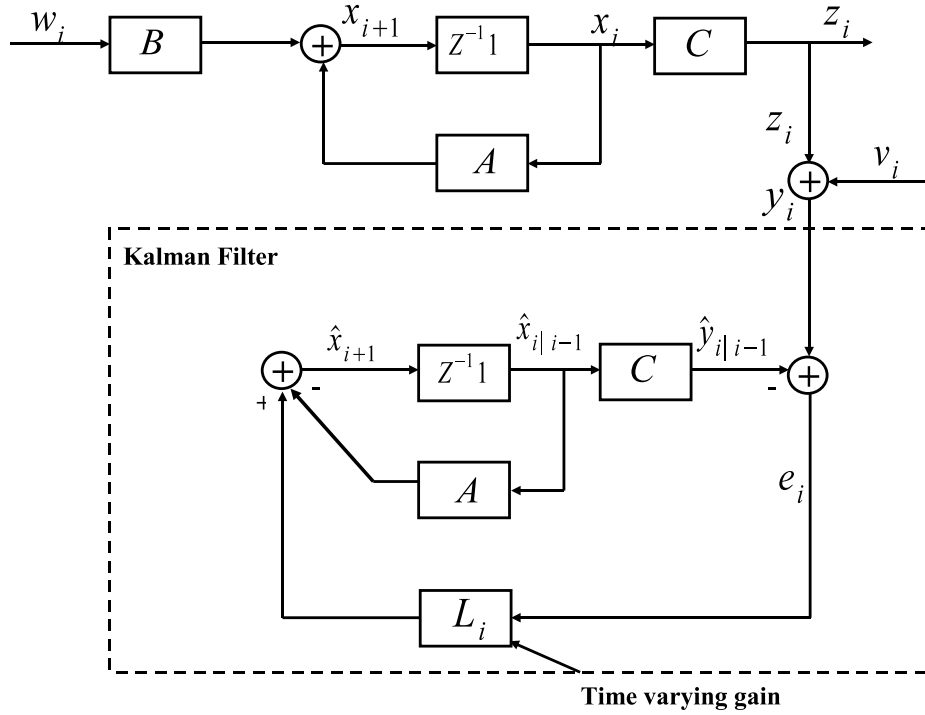 w_i
B
+
x_{i+1}
Z^{-1}1
x_i
C
z_i
A
z_i
+
v_i
y_i
Kalman Filter
+
x̂_{i+1}
Z^{-1}1
x̂_{i|i-1}
C
ŷ_{i|i-1}
+
-
-
+
A
e_i
L_i
Time varying gain